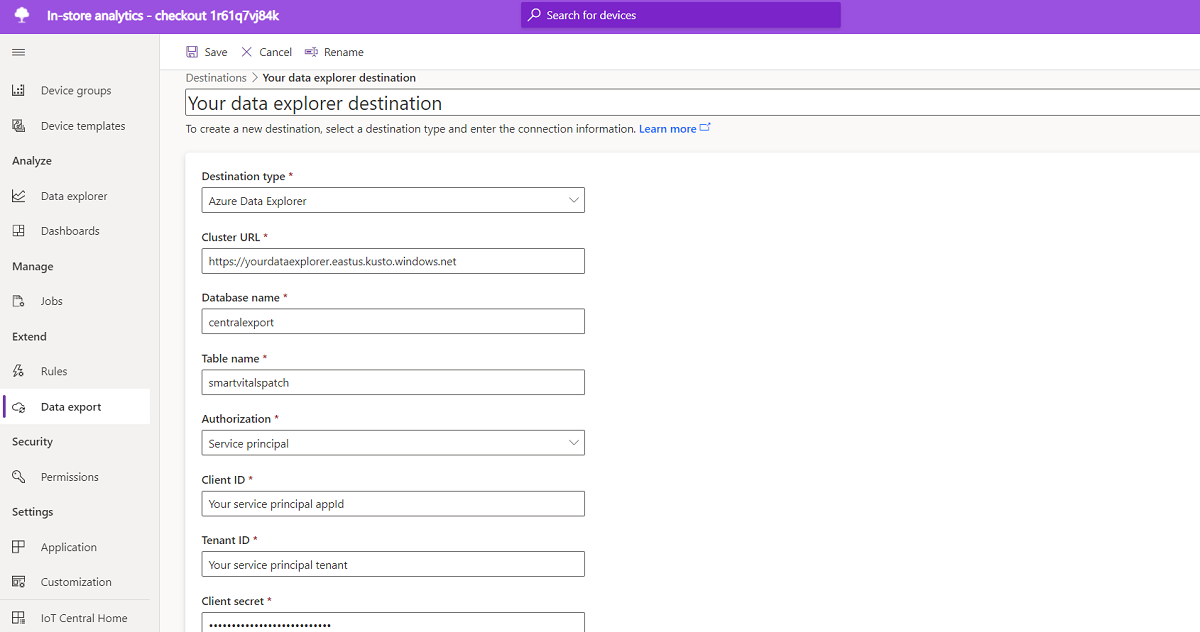 In-store analytics - checkout 1r61q7vj84k
Search for devices
Save Cancel Rename
Destinations > Your data explorer destination
Your data explorer destination
To create a new destination, select a destination type and enter the connection information. Learn more
Device groups
Device templates
Analyze
Data explorer
Dashboards
Manage
Jobs
Extend
Rules
Data export
Security
Permissions
Settings
Application
Customization
IoT Central Home
Destination type *
Azure Data Explorer
Cluster URL *
https://yourdataexplorer.eastus.kusto.windows.net
Database name *
centralexport
Table name *
smartvitalspatch
Authorization *
Service principal
Client ID *
Your service principal appId
Tenant ID *
Your service principal tenant
Client secret *
•••••••••••••••••••••••••••